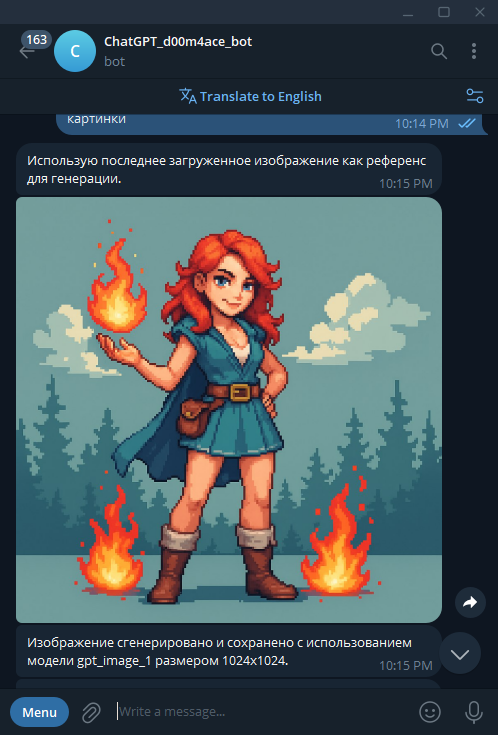 163
C
ChatGPT_d00m4ace_bot
bot
Translate to English
картинки
10:14 PM
Использую последнее загруженное изображение как референс
для генерации.
10:15 PM
Изображение сгенерировано и сохранено с использованием
модели gpt_image_1 размером 1024x1024.
10:15 PM
Menu
Write a message...